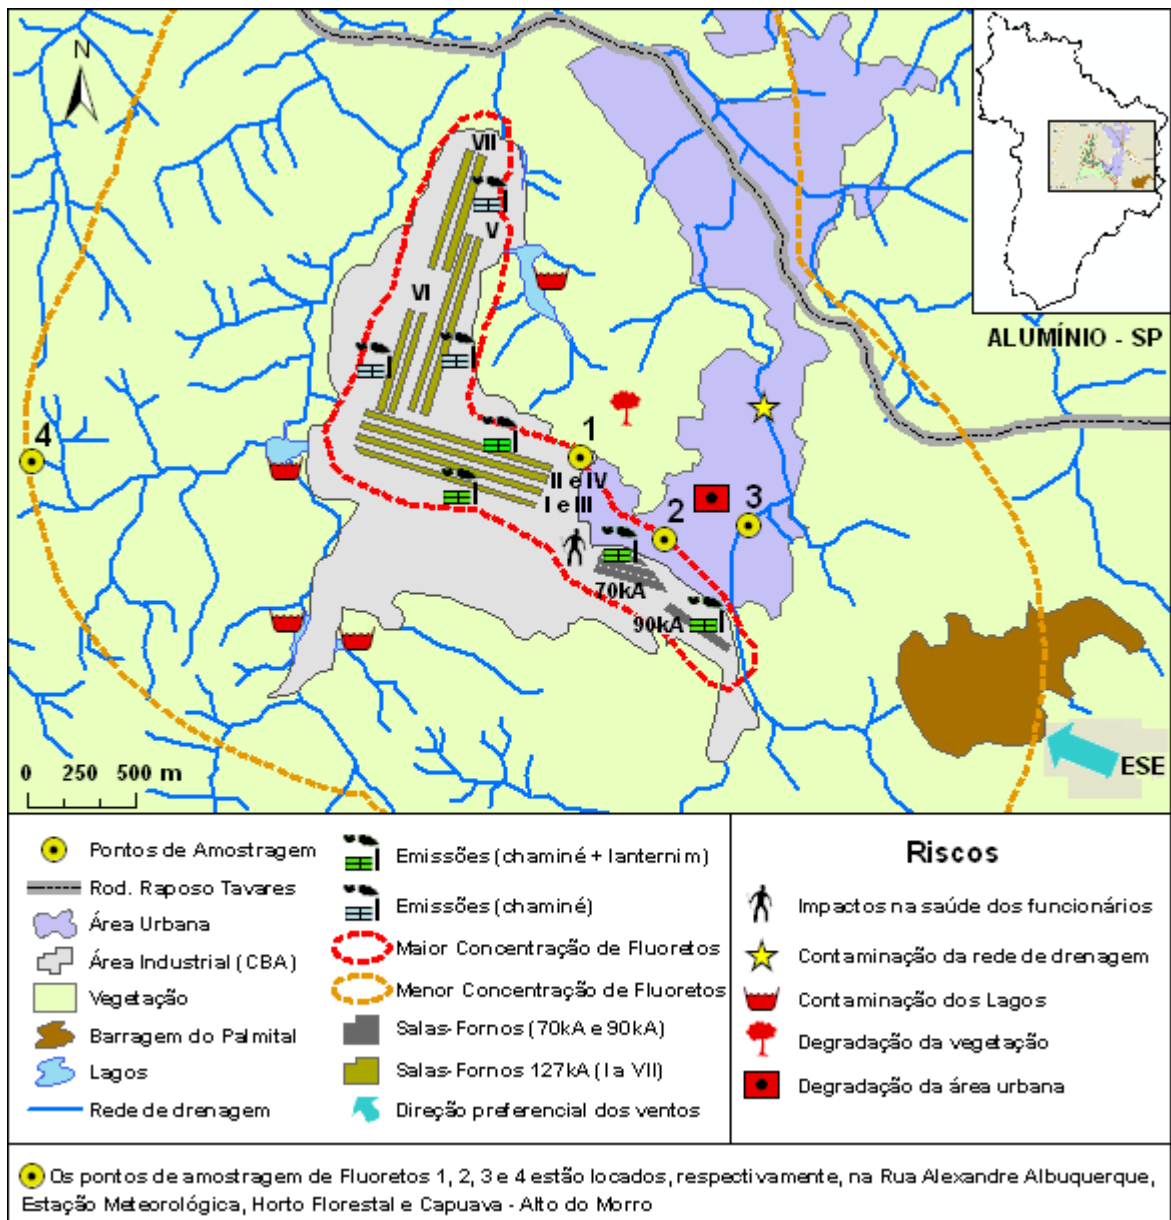 N
VII
V
VI
ALUMÍNIO - SP
4
1
II e IV
I e III
2
3
70kA
90kA
0 250 500 m
ESE
Pontos de Amostragem
Rod. Raposo Tavares
Área Urbana
Área Industrial (CBA)
Vegetação
Barragem do Palmital
Lagos
Rede de drenagem
Emissões (chaminé + lanternim)
Emissões (chaminé)
Maior Concentração de Fluoretos
Menor Concentração de Fluoretos
Salas-Fornos (70kA e 90kA)
Salas-Fornos 127kA (I a VII)
Direção preferencial dos ventos
Riscos
Impactos na saúde dos funcionários
Contaminação da rede de drenagem
Contaminação dos Lagos
Degradação da vegetação
Degradação da área urbana
Os pontos de amostragem de Fluoretos 1, 2, 3 e 4 estão locados, respectivamente, na Rua Alexandre Albuquerque,
Estação Meteorológica, Horto Florestal e Capuava - Alto do Morro